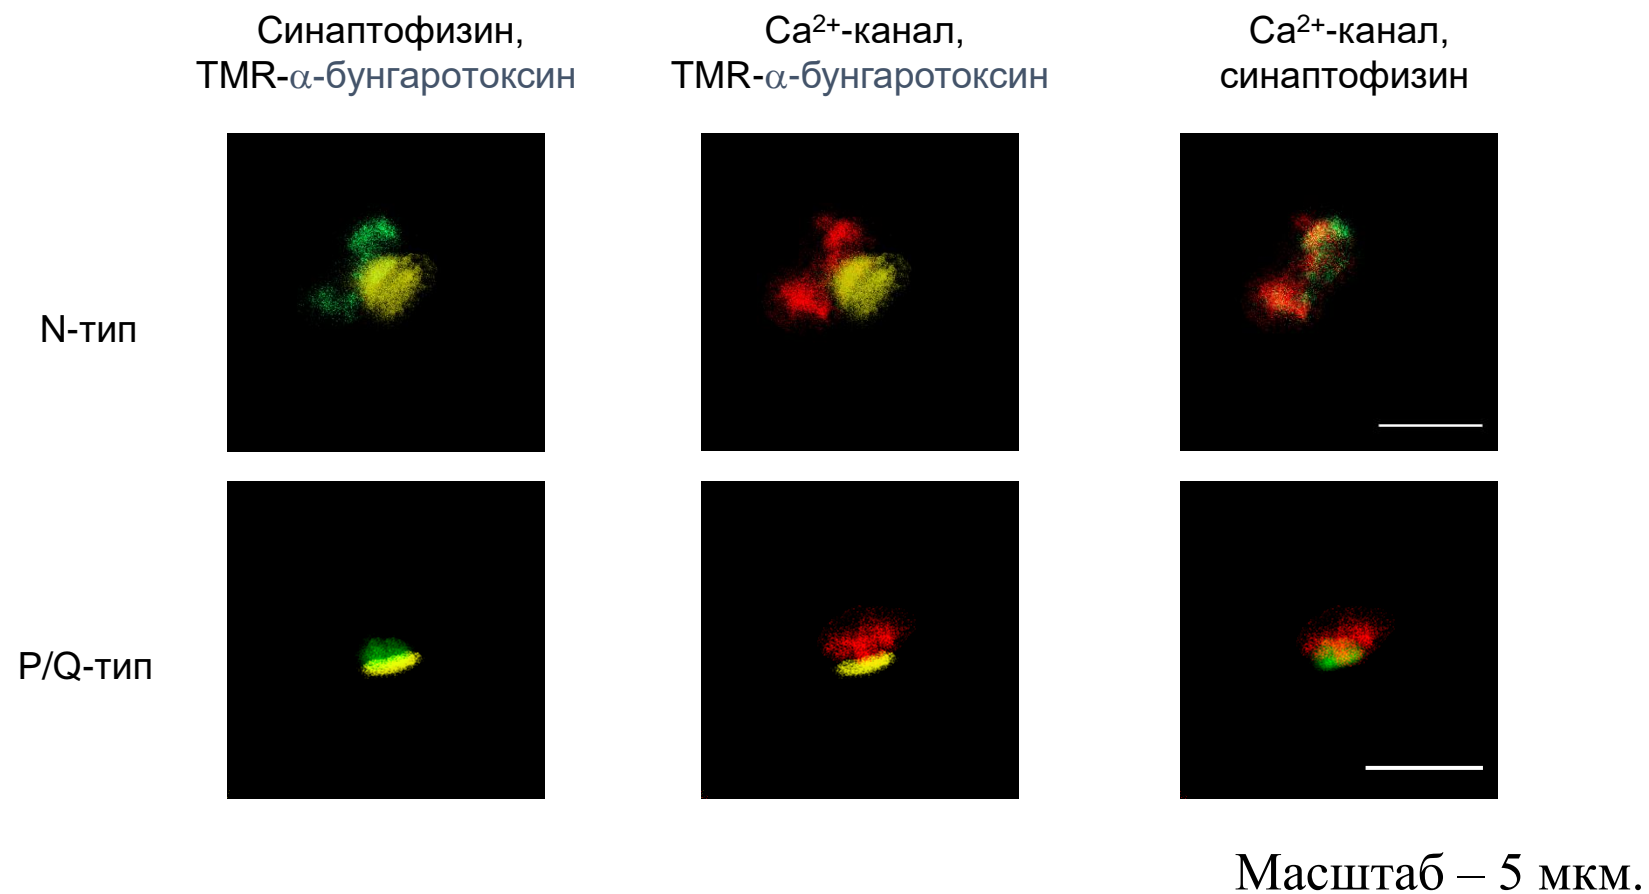 Синаптофизин,
TMR-α-бунгаротоксин
Ca²⁺-канал,
TMR-α-бунгаротоксин
Ca²⁺-канал,
синаптофизин
N-тип
P/Q-тип
Масштаб – 5 мкм.